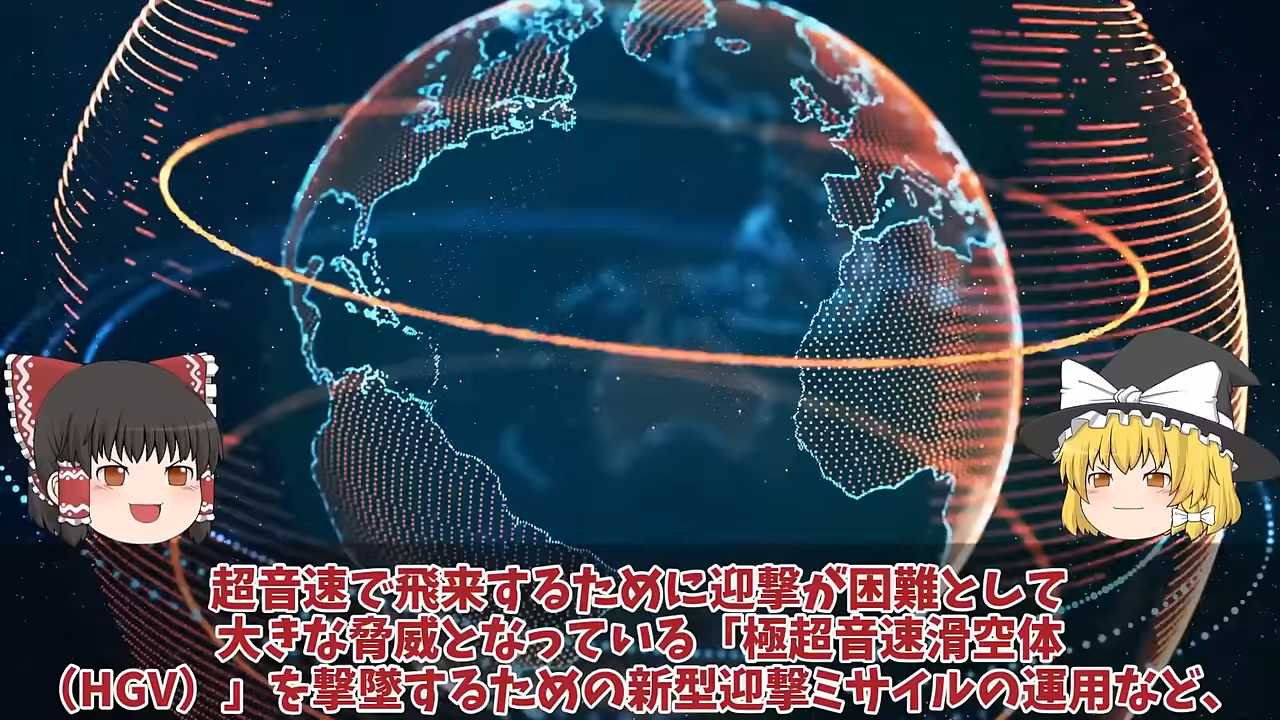 超音速で飛来するために迎撃が困難として
大きな脅威となっている「極超音速滑空体
（HGV）」を撃墜するための新型迎撃ミサイルの運用など、